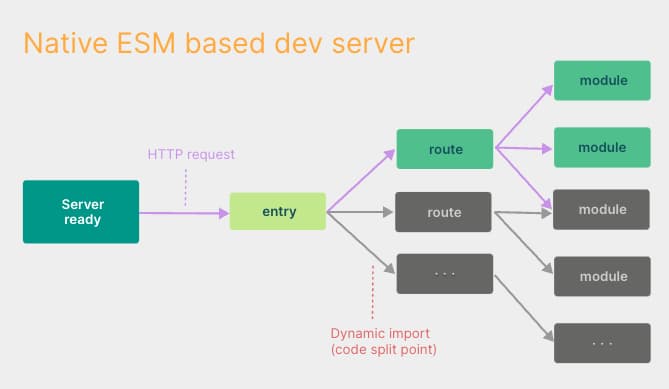 Native ESM based dev server
HTTP request
Server
ready
entry
route
route
· · ·
Dynamic import
(code split point)
module
module
module
module
· · ·